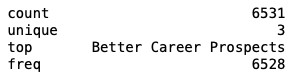 count 6531
unique 3
top Better Career Prospects
freq 6528